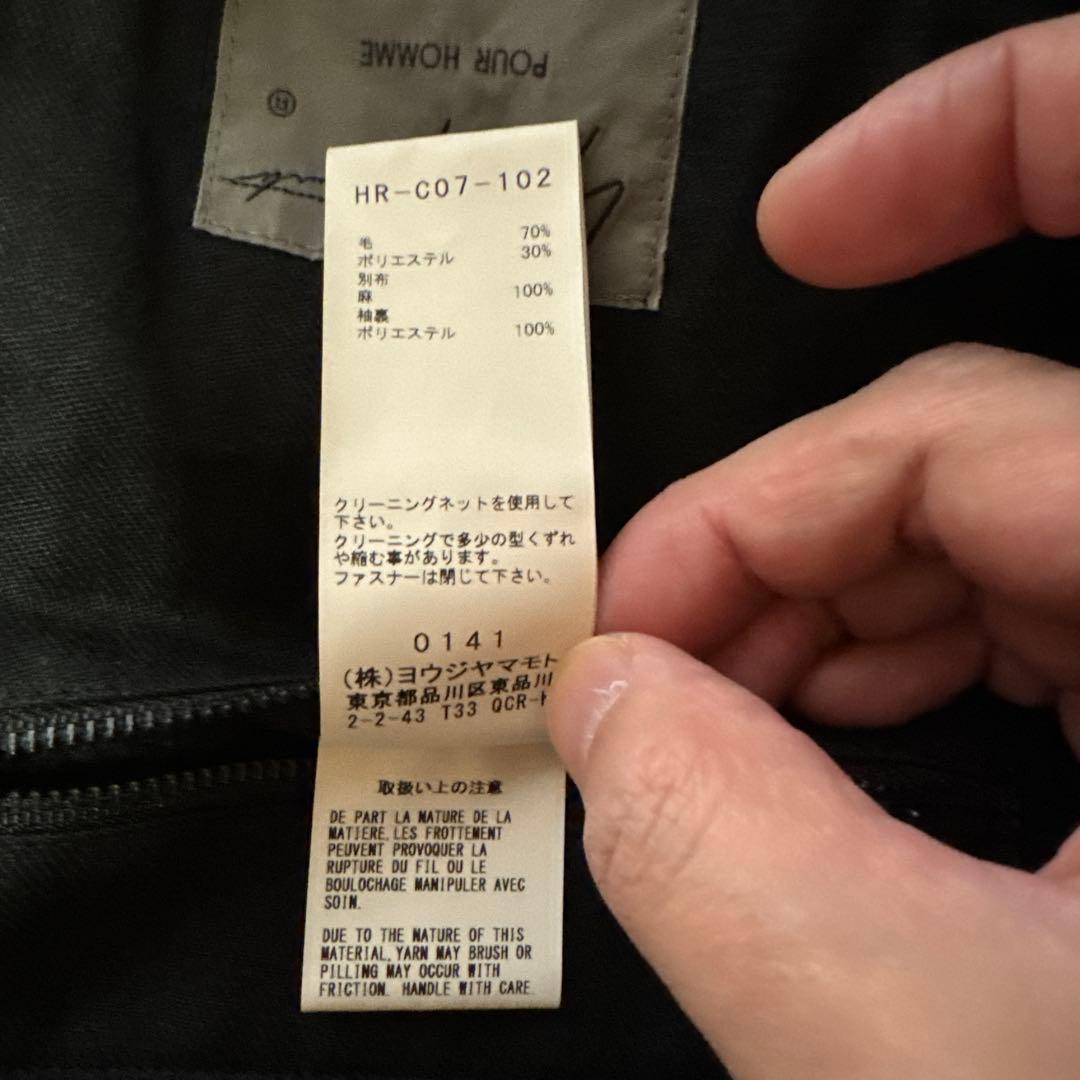 POUR HOMME
®
HR-C07-102
毛 70%
ポリエステル 30%
別布
麻 100%
袖裏
ポリエステル 100%
クリーニングネットを使用して
下さい。
クリーニングで多少の型くずれ
や縮む事があります。
ファスナーは閉じて下さい。
0141
(株)ヨウジヤマモト
東京都品川区東品川
2-2-43 T33 QCR-
取扱い上の注意
DE PART LA NATURE DE LA
MATIERE,LES FROTTEMENT
PEUVENT PROVOQUER LA
RUPTURE DU FIL OU LE
BOULOCHAGE MANIPULER AVEC
SOIN.
DUE TO THE NATURE OF THIS
MATERIAL,YARN MAY BRUSH OR
PILLING MAY OCCUR WITH
FRICTION. HANDLE WITH CARE.